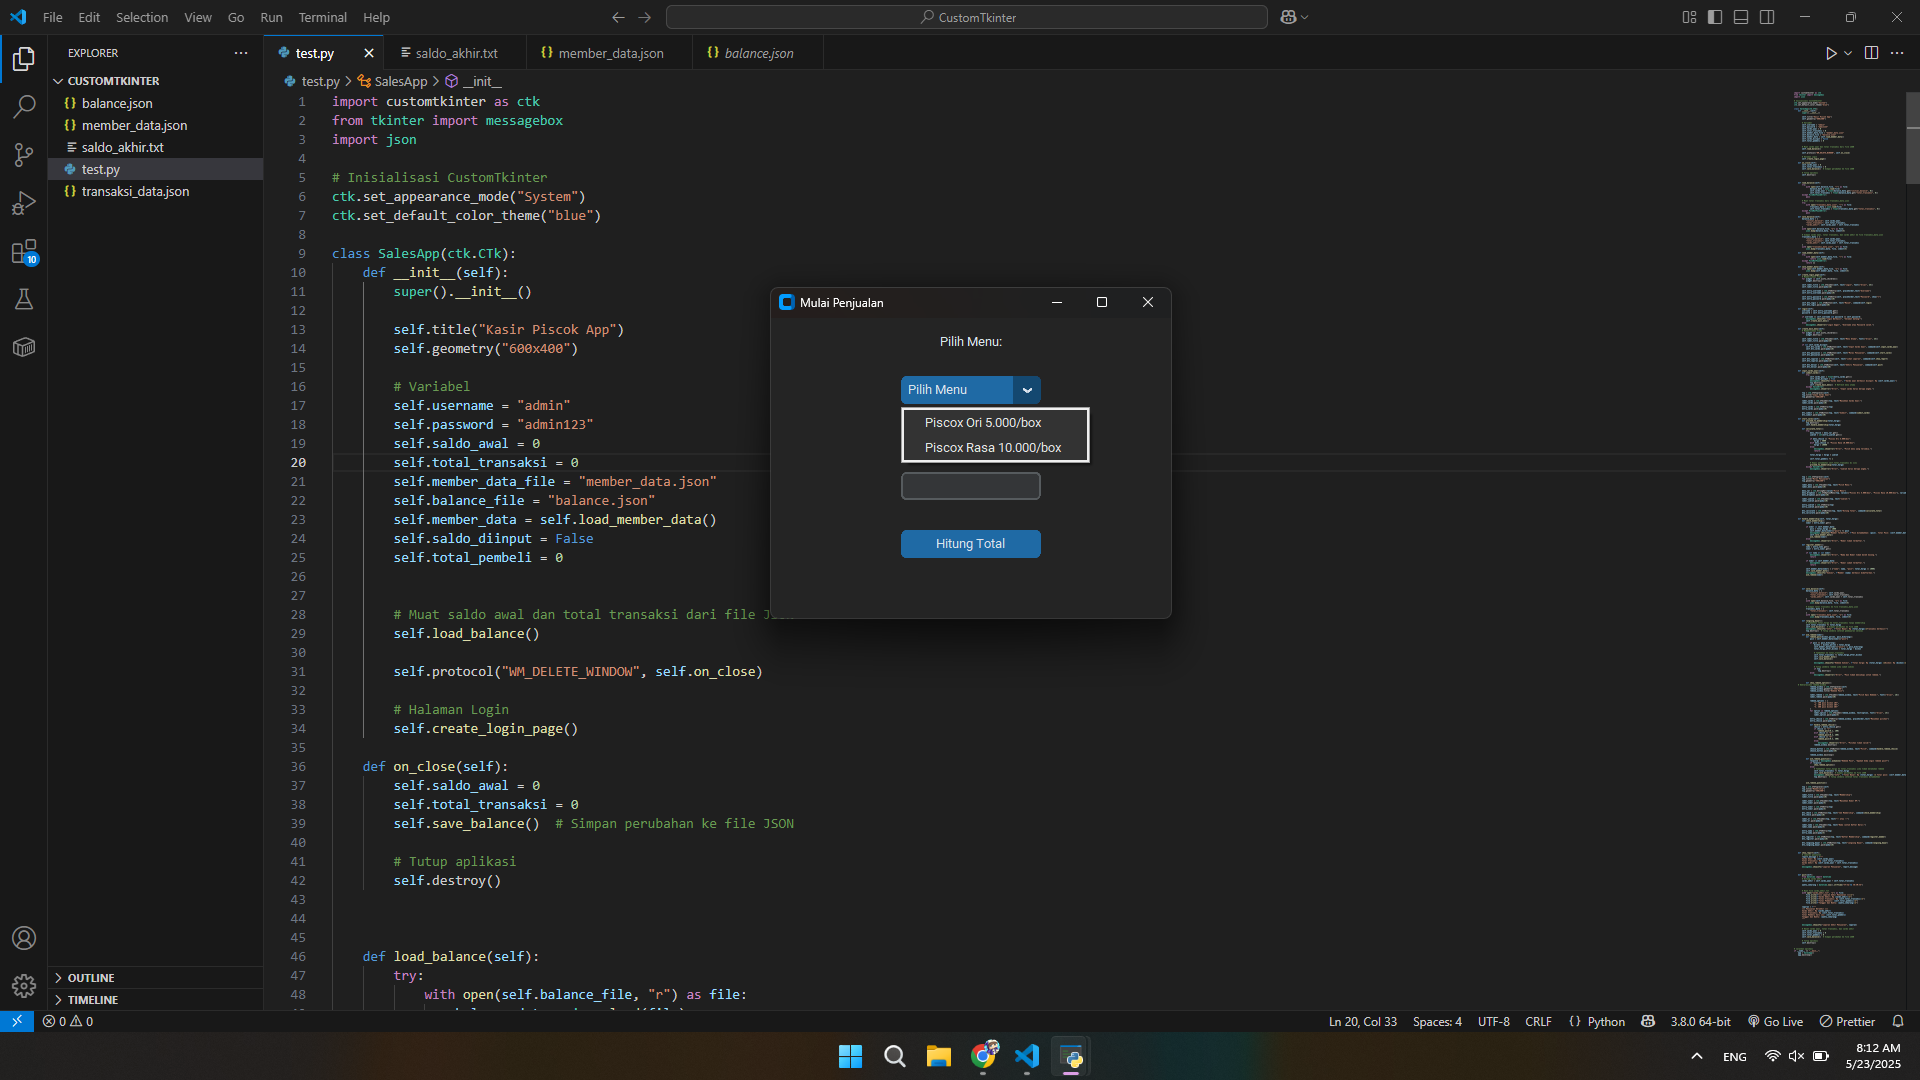 File Edit Selection View Go Run Terminal Help
CustomTkinter
EXPLORER
CUSTOMTKINTER
balance.json
member_data.json
saldo_akhir.txt
test.py
transaksi_data.json
10
OUTLINE
TIMELINE
test.py
saldo_akhir.txt
member_data.json
balance.json
test.py > SalesApp > __init__
1 import customtkinter as ctk
2 from tkinter import messagebox
3 import json
4
5 # Inisialisasi CustomTkinter
6 ctk.set_appearance_mode("System")
7 ctk.set_default_color_theme("blue")
8
9 class SalesApp(ctk.CTk):
10 def __init__(self):
11 super().__init__()
12
13 self.title("Kasir Piscok App")
14 self.geometry("600x400")
15
16 # Variabel
17 self.username = "admin"
18 self.password = "admin123"
19 self.saldo_awal = 0
20 self.total_transaksi = 0
21 self.member_data_file = "member_data.json"
22 self.balance_file = "balance.json"
23 self.member_data = self.load_member_data()
24 self.saldo_diinput = False
25 self.total_pembeli = 0
26
27
28 # Muat saldo awal dan total transaksi dari file
29 self.load_balance()
30
31 self.protocol("WM_DELETE_WINDOW", self.on_close)
32
33 # Halaman Login
34 self.create_login_page()
35
36 def on_close(self):
37 self.saldo_awal = 0
38 self.total_transaksi = 0
39 self.save_balance() # Simpan perubahan ke file JSON
40
41 # Tutup aplikasi
42 self.destroy()
43
44
45
46 def load_balance(self):
47 try:
48 with open(self.balance_file, "r") as file:
Mulai Penjualan
Pilih Menu:
Pilih Menu
Piscox Ori 5.000/box
Piscox Rasa 10.000/box
Hitung Total
0 0
Ln 20, Col 33 Spaces: 4 UTF-8 CRLF {} Python 3.8.0 64-bit Go Live Prettier
ENG
8:12 AM
5/23/2025